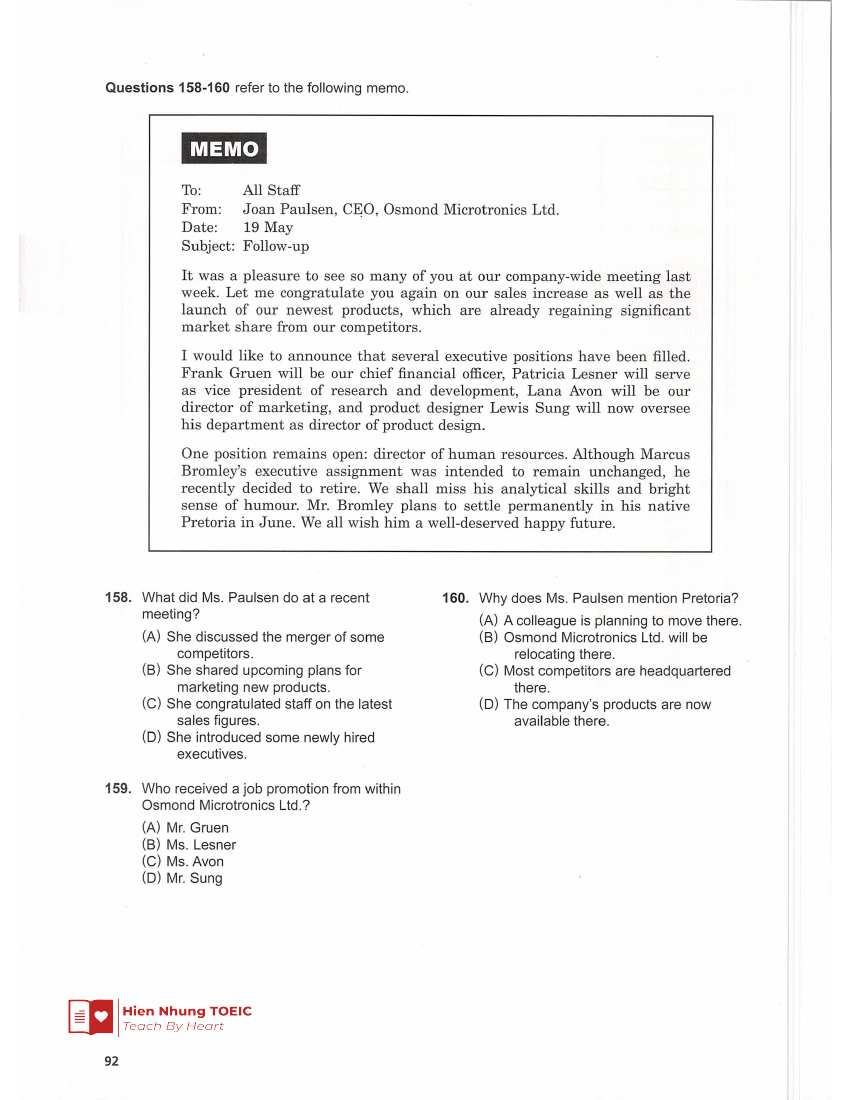 Questions 158-160 refer to the following memo.
MEMO
To: All Staff
From: Joan Paulsen, CEO, Osmond Microtronics Ltd.
Date: 19 May
Subject: Follow-up
It was a pleasure to see so many of you at our company-wide meeting last
week. Let me congratulate you again on our sales increase as well as the
launch of our newest products, which are already regaining significant
market share from our competitors.
I would like to announce that several executive positions have been filled.
Frank Gruen will be our chief financial officer, Patricia Lesner will serve
as vice president of research and development, Lana Avon will be our
director of marketing, and product designer Lewis Sung will now oversee
his department as director of product design.
One position remains open: director of human resources. Although Marcus
Bromley's executive assignment was intended to remain unchanged, he
recently decided to retire. We shall miss his analytical skills and bright
sense of humour. Mr. Bromley plans to settle permanently in his native
Pretoria in June. We all wish him a well-deserved happy future.
158. What did Ms. Paulsen do at a recent
meeting?
(A) She discussed the merger of some
competitors.
(B) She shared upcoming plans for
marketing new products.
(C) She congratulated staff on the latest
sales figures.
(D) She introduced some newly hired
executives.
159. Who received a job promotion from within
Osmond Microtronics Ltd.?
(A) Mr. Gruen
(B) Ms. Lesner
(C) Ms. Avon
(D) Mr. Sung
160. Why does Ms. Paulsen mention Pretoria?
(A) A colleague is planning to move there.
(B) Osmond Microtronics Ltd. will be
relocating there.
(C) Most competitors are headquartered
there.
(D) The company's products are now
available there.
Hien Nhung TOEIC
Teach By Heart
92